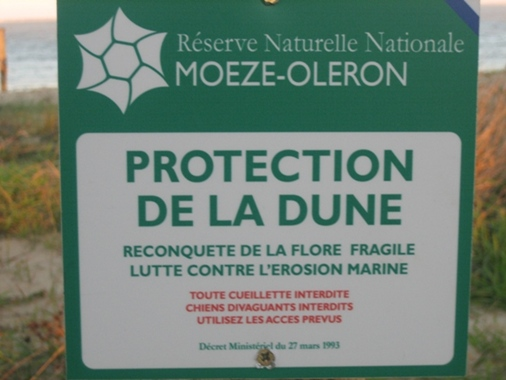 Réserve Naturelle Nationale
MOEZE-OLERON
PROTECTION
DE LA DUNE
RECONQUETE DE LA FLORE FRAGILE
LUTTE CONTRE L'EROSION MARINE
TOUTE CUEILLETTE INTERDITE
CHIENS DIVAGUANTS INTERDITS
UTILISEZ LES ACCES PREVUS
Décret Ministériel du 27 mars 1993